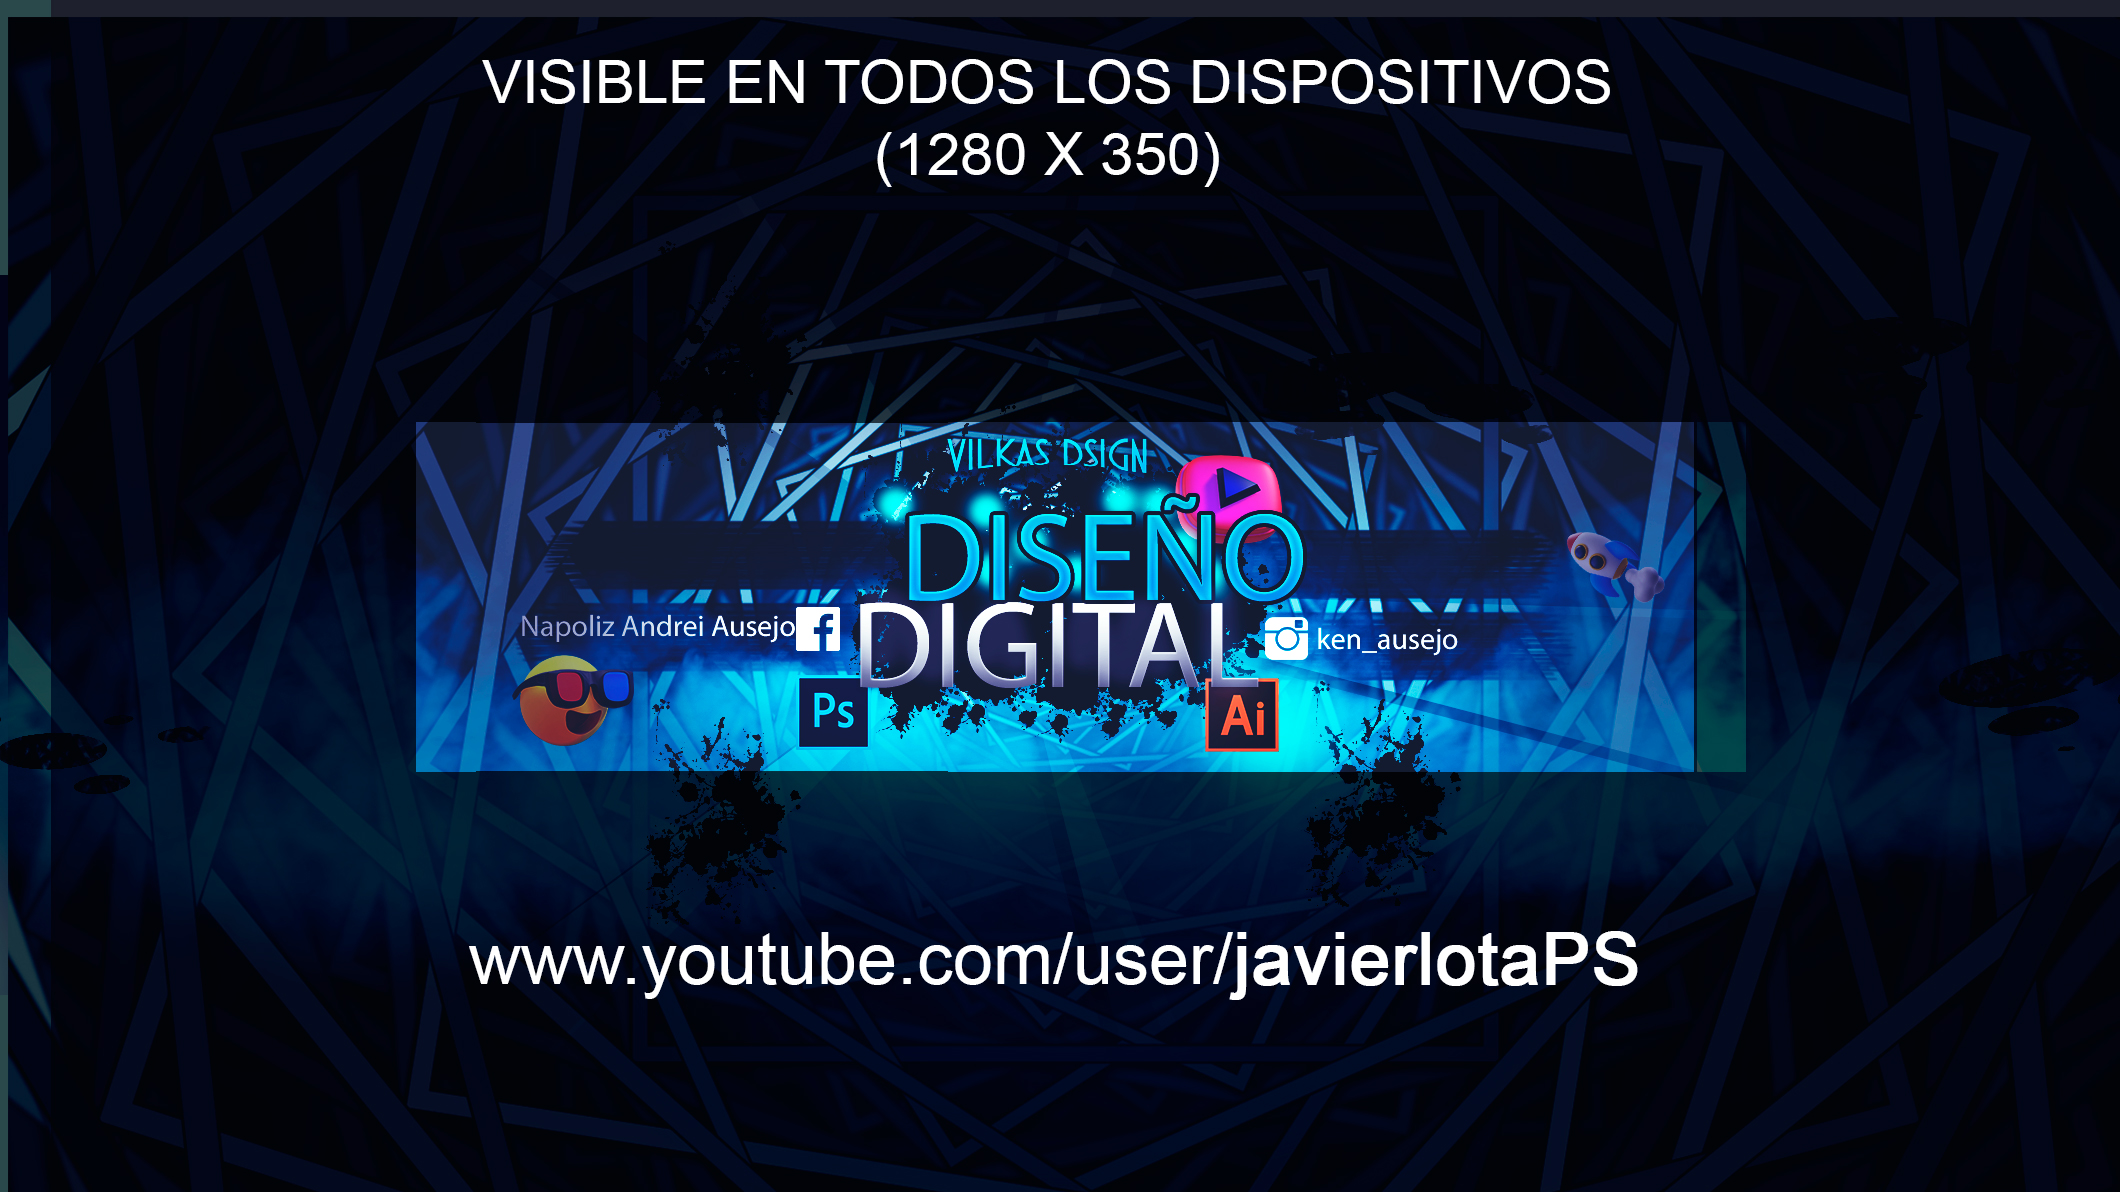 VISIBLE EN TODOS LOS DISPOSITIVOS
(1280 X 350)
VILKAS DSIGN
DISEÑO
DIGITAL
Napoliz Andrei Ausejo
ken_ausejo
Ps
Ai
www.youtube.com/user/javierlotaPS